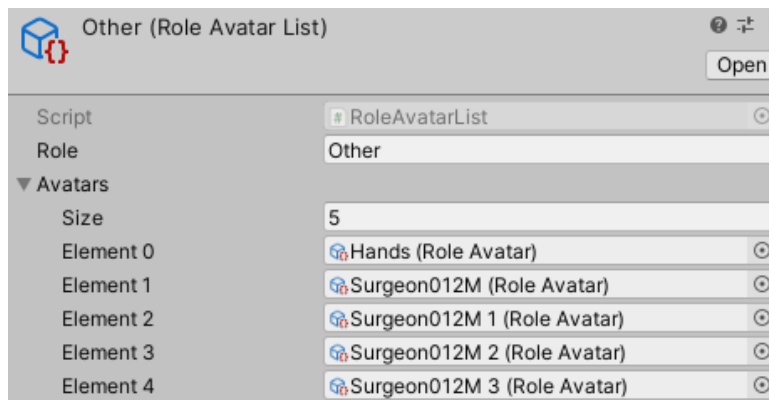 Other (Role Avatar List)
Open
Script RoleAvatarList
Role Other
Avatars
Size 5
Element 0 Hands (Role Avatar)
Element 1 Surgeon012M (Role Avatar)
Element 2 Surgeon012M 1 (Role Avatar)
Element 3 Surgeon012M 2 (Role Avatar)
Element 4 Surgeon012M 3 (Role Avatar)